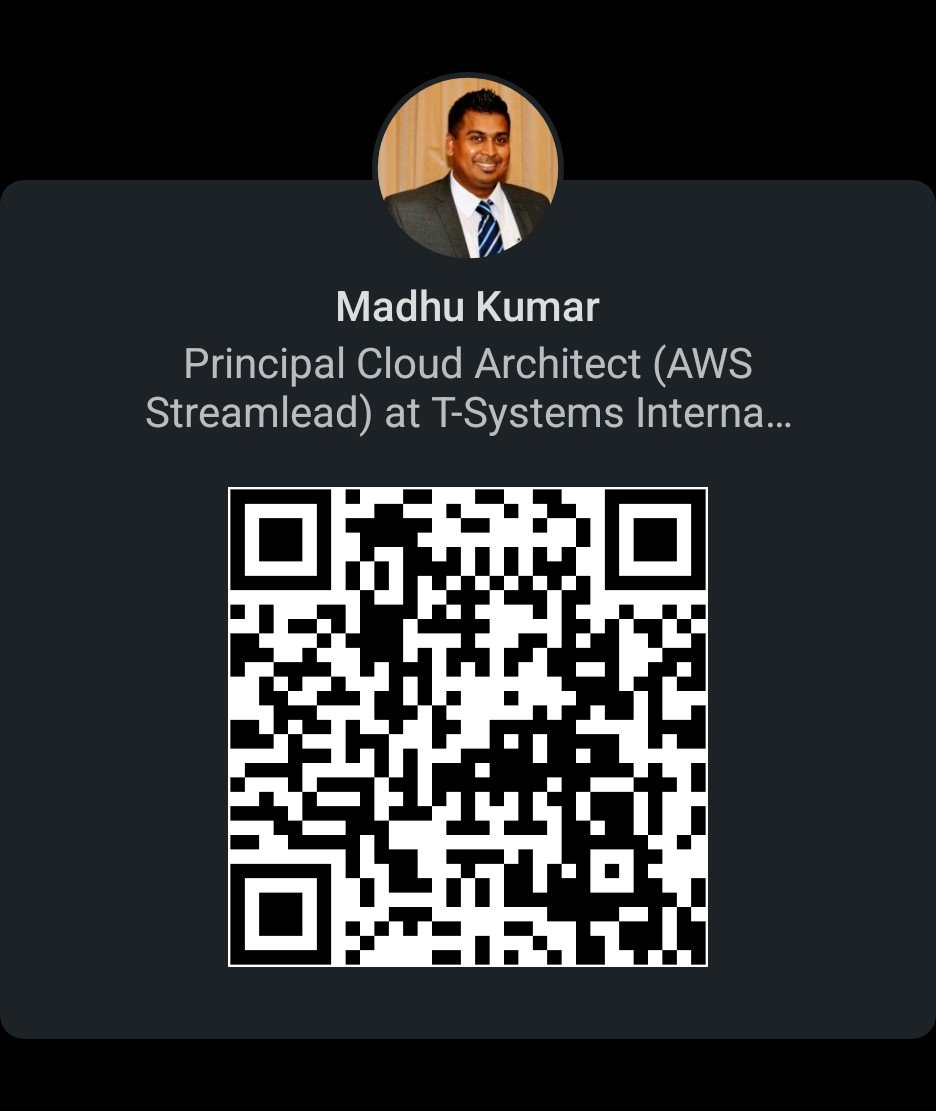 Madhu Kumar
Principal Cloud Architect (AWS
Streamlead) at T-Systems Interna…